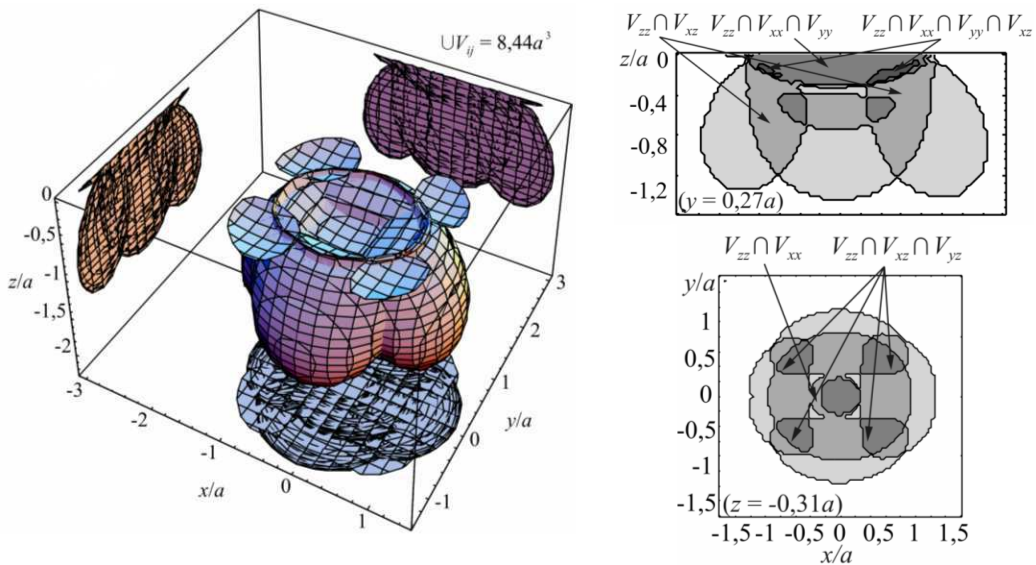 ∪V_ij = 8,44a³
0
-0,5
-1
-1,5
-2
z/a
-3
-2
-1
0
1
x/a
3
2
1
0
-1
y/a
V_zz∩V_xz V_zz∩V_xx∩V_yy V_zz∩V_xx∩V_yy∩V_xz
z/a 0
-0,4
-0,8
-1,2
(y = 0,27a)
V_zz∩V_xx V_zz∩V_xz∩V_yz
y/a
1
0,5
0
-0,5
-1
-1,5
(z = -0,31a)
-1,5 -1 -0,5 0 0,5 1 1,5
x/a